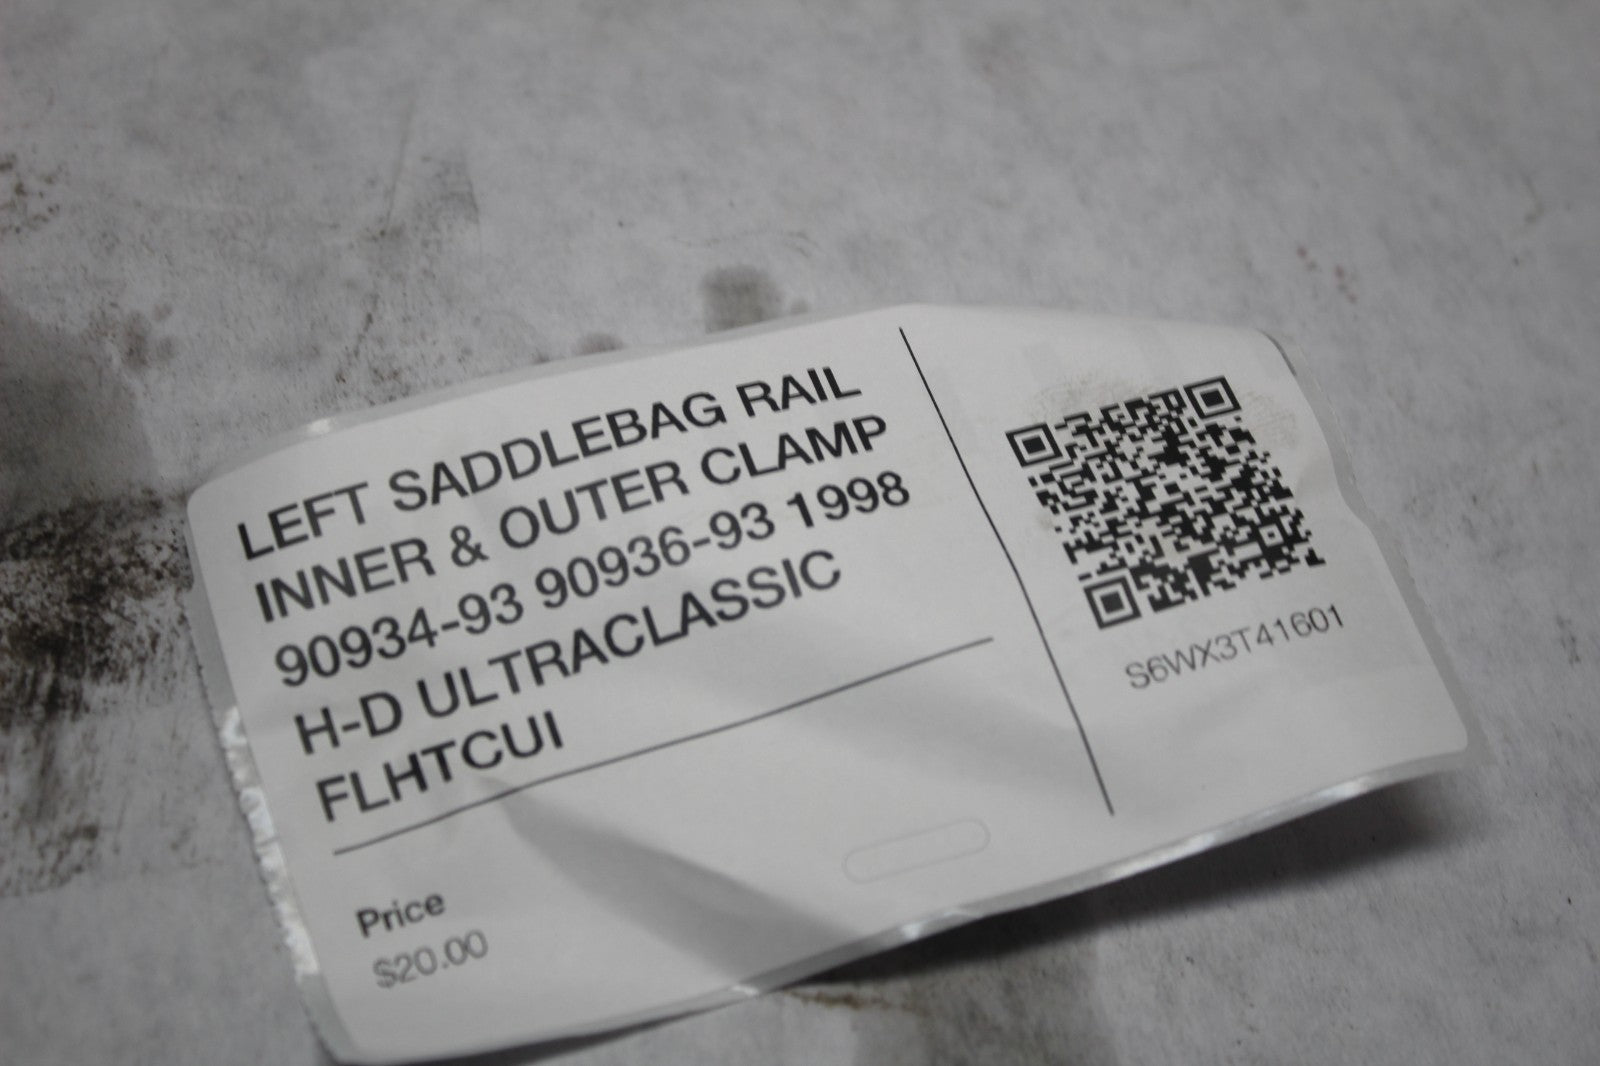 LEFT SADDLEBAG RAIL
INNER & OUTER CLAMP
90934-93 90936-93 1998
H-D ULTRACLASSIC
FLHTCUI
Price
$20.00
S6WX3T41601